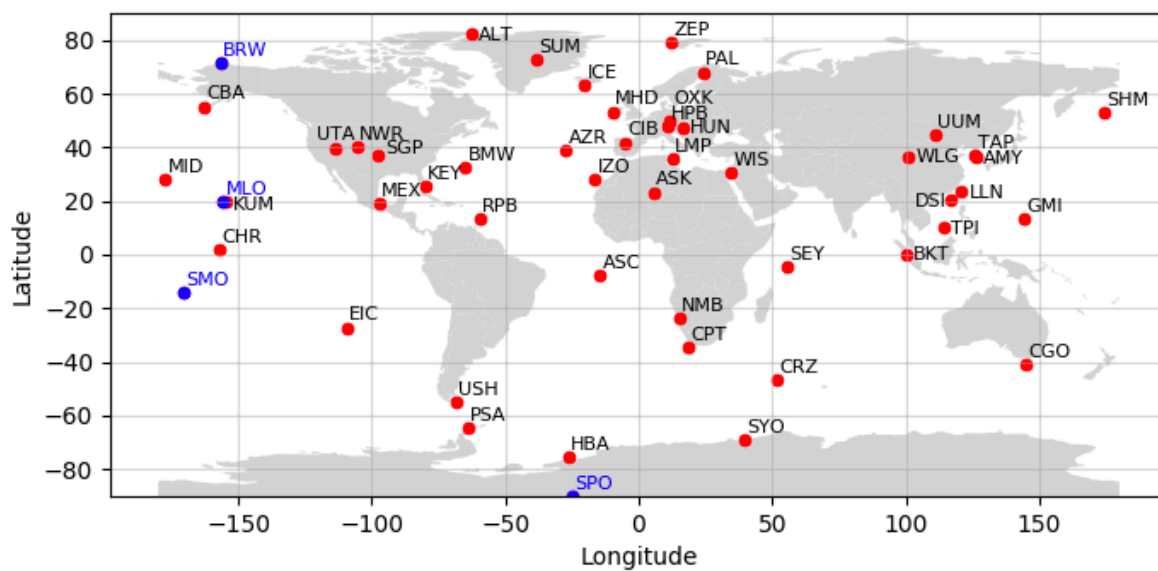 80
60
40
20
0
−20
−40
−60
−80
Latitude
BRW
ALT
ZEP
SUM
PAL
ICE
CBA
MHD
OXK
SHM
HPB
UTA
NWR
SGP
AZR
CIB
HUN
UUM
TAP
LMP
WLG
AMY
MID
BMW
IZO
WIS
KEY
ASK
MLO
MEX
KUM
RPB
DSI
LLN
GMI
TPI
CHR
ASC
SEY
BKT
SMO
EIC
NMB
CPT
CGO
CRZ
USH
PSA
SYO
HBA
SPO
−150
−100
−50
0
50
100
150
Longitude